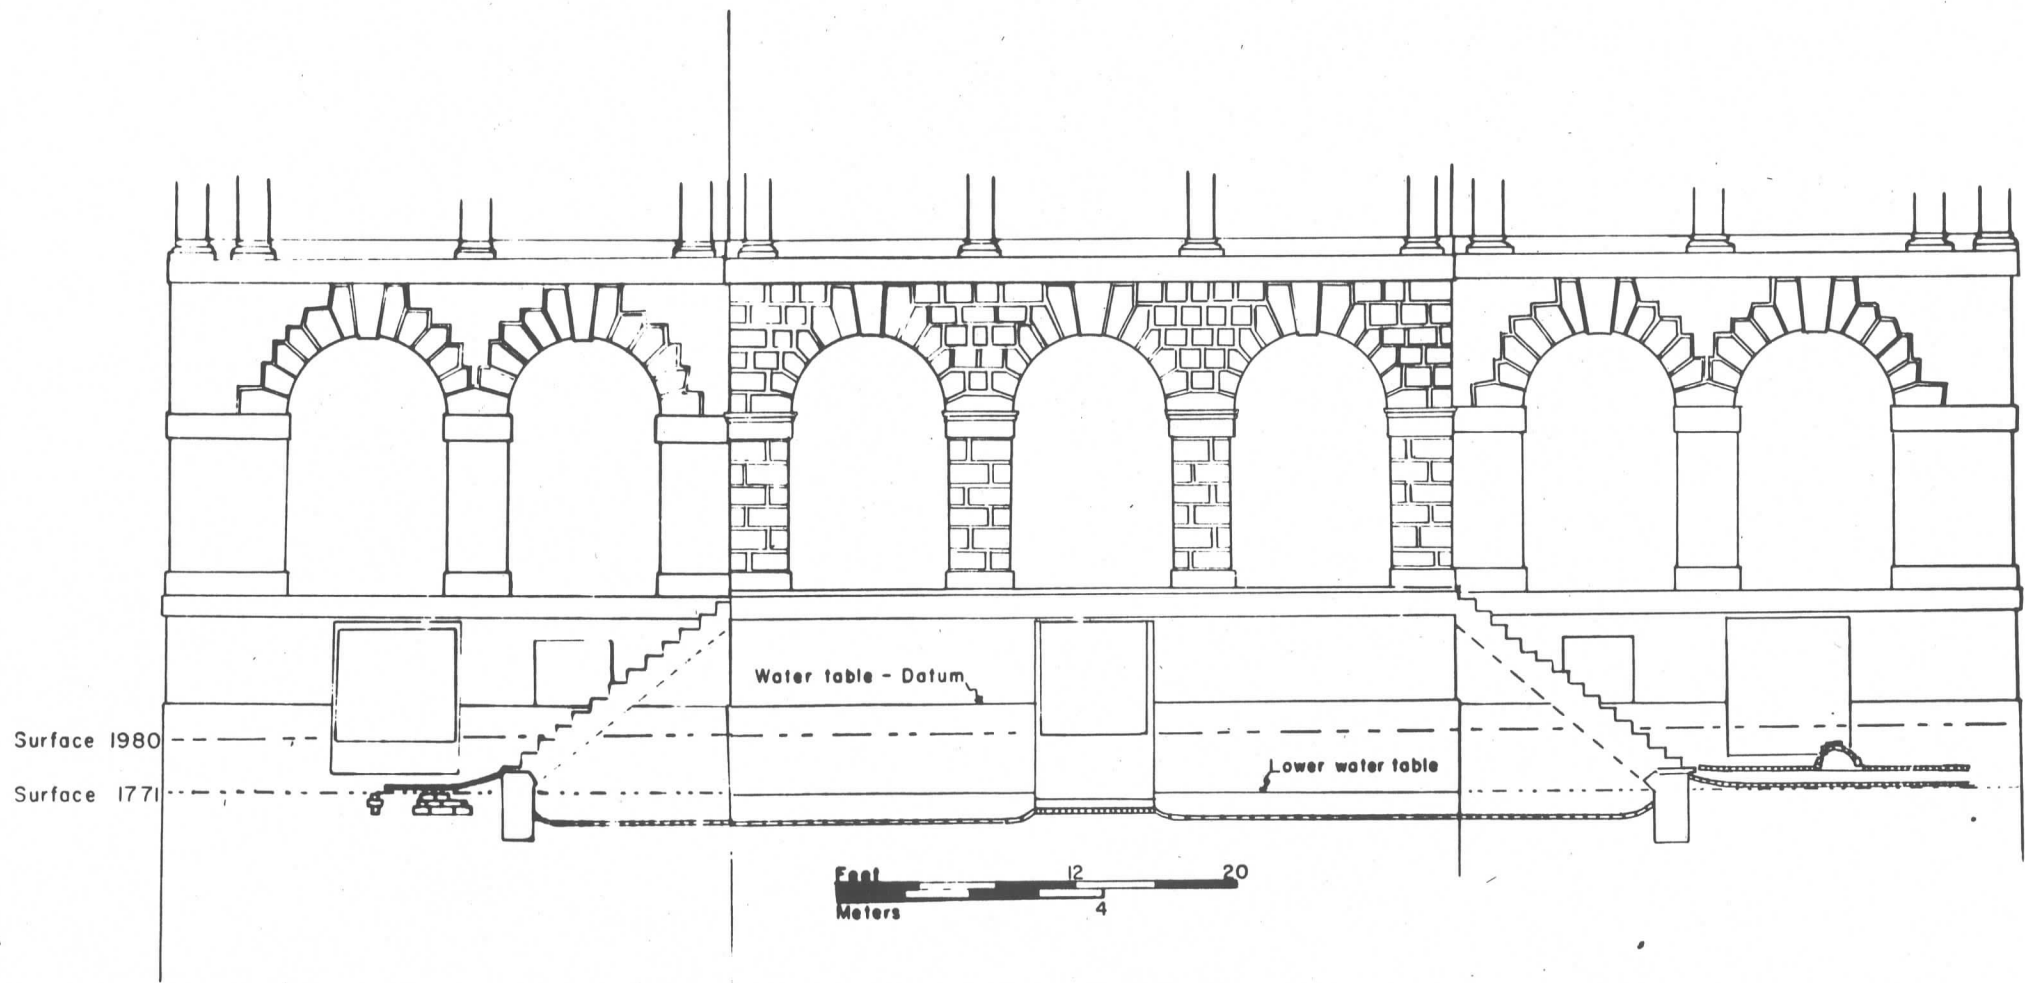 Water table - Datum
Surface 1980
Lower water table
Surface 1771
Feet 12 20
Meters 4